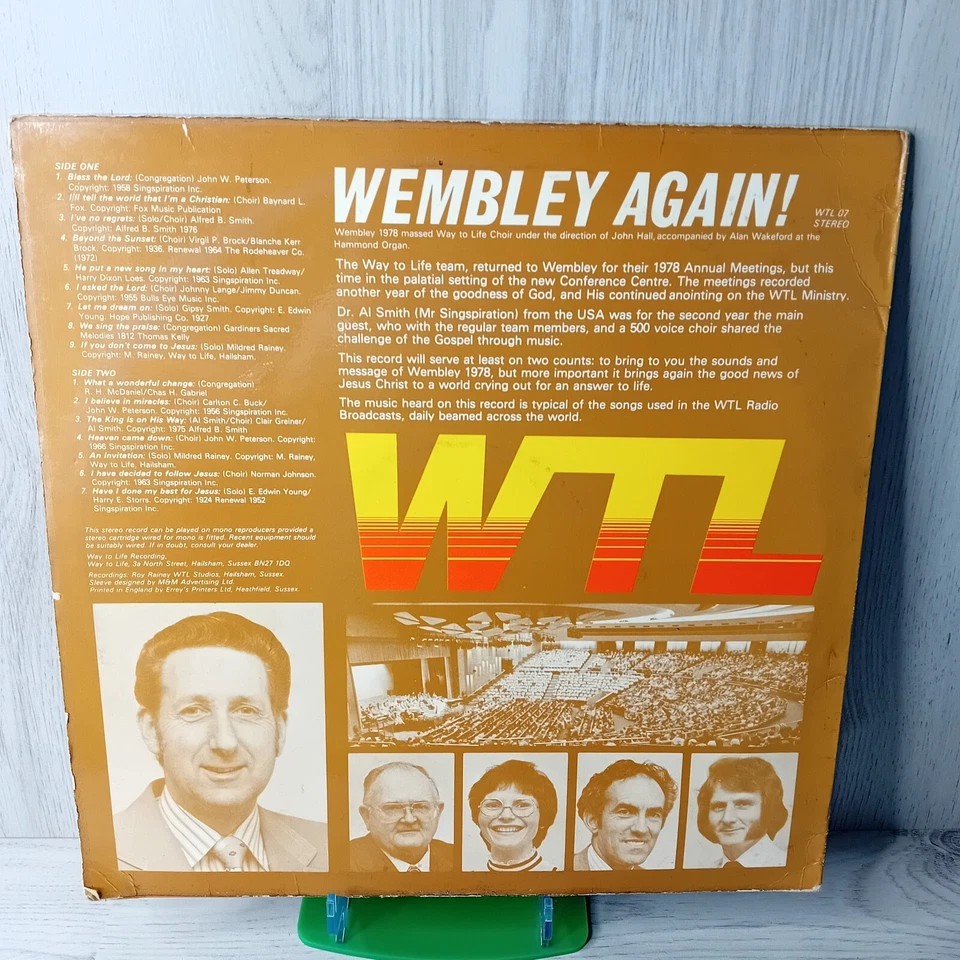 SIDE ONE
1. Bless the Lord: (Congregation) John W. Peterson.
Copyright: 1958 Singspiration Inc.
2. I'll tell the world that I'm a Christian: (Choir) Baynard L.
Fox. Copyright: Fox Music Publication
3. I've no regrets: (Solo/Choir) Alfred B. Smith.
Copyright: Alfred B. Smith 1976
4. Beyond the Sunset: (Choir) Virgil P. Brock/Blanche Kerr
Brock. Copyright: 1936. Renewal 1964 The Rodeheaver Co.
(1972)
5. He put a new song in my heart: (Solo) Allen Treadway/
Harry Dixon Loes. Copyright: 1963 Singspiration Inc.
6. I asked the Lord: (Choir) Johnny Lange/Jimmy Duncan.
Copyright: 1955 Bulls Eye Music Inc.
7. Let me dream on: (Solo) Gipsy Smith. Copyright: E. Edwin
Young. Hope Publishing Co. 1927
8. We sing the praise: (Congregation) Gardiners Sacred
Melodies 1812 Thomas Kelly
9. If you don't come to Jesus: (Solo) Mildred Rainey.
Copyright: M. Rainey, Way to Life, Hailsham.
SIDE TWO
1. What a wonderful change: (Congregation)
R. H. McDaniel/Chas H. Gabriel
2. I believe in miracles: (Choir) Carlton C. Buck/
John W. Peterson. Copyright: 1956 Singspiration Inc.
3. The King is on His Way: (Al Smith/Choir) Clair Greiner/
Al Smith. Copyright: 1975 Alfred B. Smith
4. Heaven came down: (Choir) John W. Peterson. Copyright:
1966 Singspiration Inc.
5. An invitation: (Solo) Mildred Rainey. Copyright: M. Rainey,
Way to Life, Hailsham.
6. I have decided to follow Jesus: (Choir) Norman Johnson.
Copyright: 1963 Singspiration Inc.
7. Have I done my best for Jesus: (Solo) E. Edwin Young/
Harry E. Storrs. Copyright: 1924 Renewal 1952
Singspiration Inc.
This stereo record can be played on mono reproducers provided a
stereo cartridge wired for mono is fitted. Recent equipment should
be suitably wired. If in doubt, consult your dealer.
Way to Life Recording,
Way to Life, 3a North Street, Hailsham, Sussex BN27 1DQ
Recordings: Roy Rainey WTL Studios, Hailsham, Sussex.
Sleeve designed by M&M Advertising Ltd.
Printed in England by Errey's Printers Ltd, Heathfield, Sussex.
WEMBLEY AGAIN!
WTL 07
STEREO
Wembley 1978 massed Way to Life Choir under the direction of John Hall, accompanied by Alan Wakeford at the
Hammond Organ.
The Way to Life team, returned to Wembley for their 1978 Annual Meetings, but this
time in the palatial setting of the new Conference Centre. The meetings recorded
another year of the goodness of God, and His continued anointing on the WTL Ministry.
Dr. Al Smith (Mr Singspiration) from the USA was for the second year the main
guest, who with the regular team members, and a 500 voice choir shared the
challenge of the Gospel through music.
This record will serve at least on two counts: to bring to you the sounds and
message of Wembley 1978, but more important it brings again the good news of
Jesus Christ to a world crying out for an answer to life.
The music heard on this record is typical of the songs used in the WTL Radio
Broadcasts, daily beamed across the world.
WTL